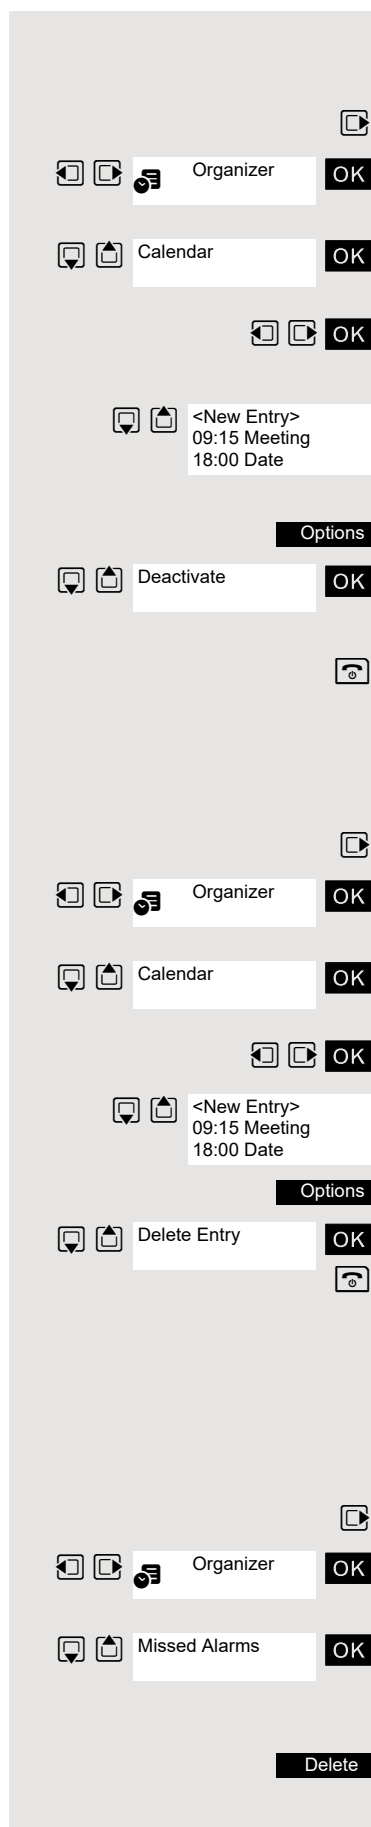 Organizer OK
Calendar OK
OK
<New Entry>
09:15 Meeting
18:00 Date
Options
Deactivate OK
Organizer OK
Calendar OK
OK
<New Entry>
09:15 Meeting
18:00 Date
Options
Delete Entry OK
Organizer OK
Missed Alarms OK
Delete